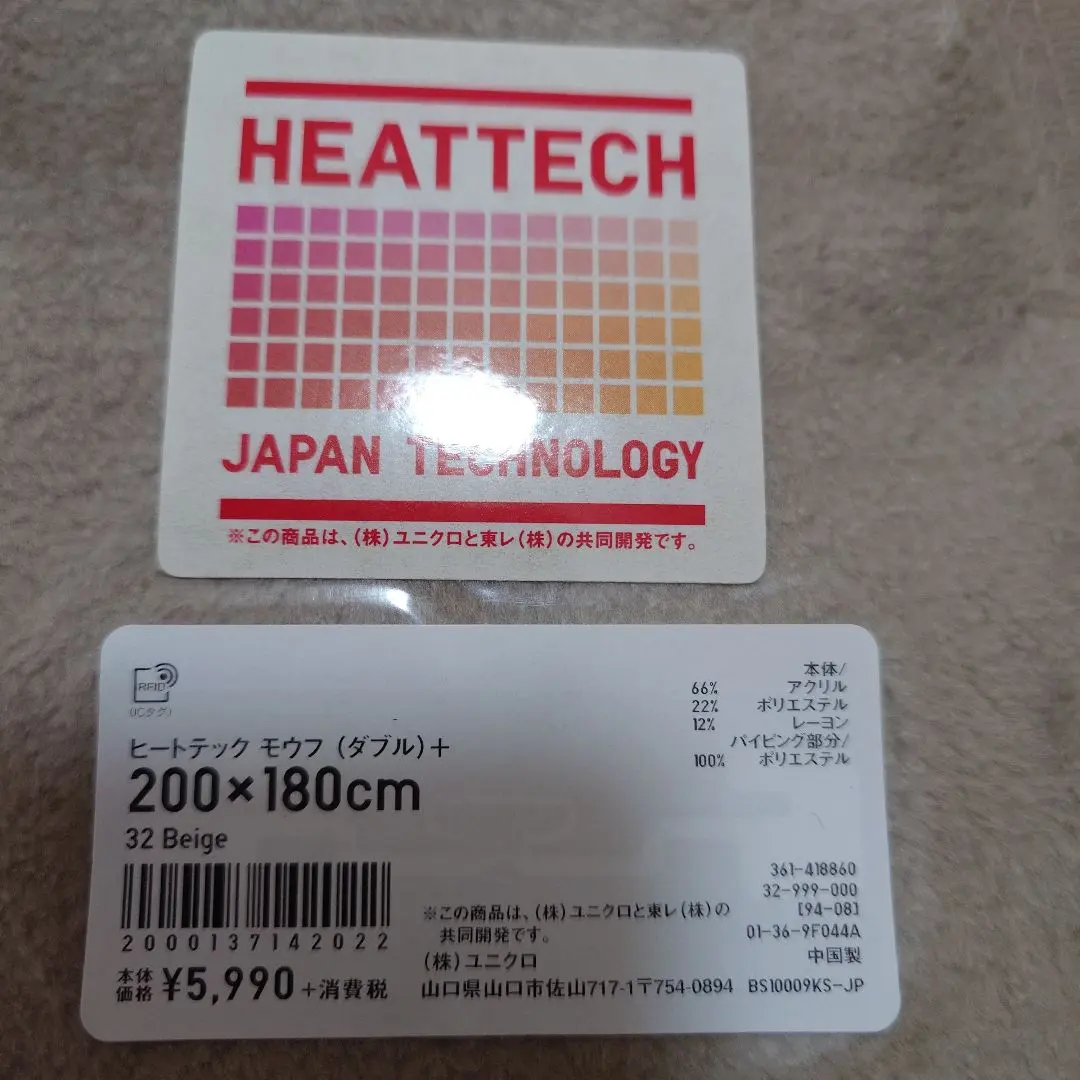 HEATTECH
JAPAN TECHNOLOGY
※この商品は、(株)ユニクロと東レ(株)の共同開発です。
RFID
(ICタグ)
ヒートテック モウフ (ダブル)+
200×180cm
32 Beige
2000137142022
本体価格 ¥5,990+消費税
本体/
66% アクリル
22% ポリエステル
12% レーヨン
パイピング部分/
100% ポリエステル
※この商品は、(株)ユニクロと東レ(株)の
共同開発です。
(株)ユニクロ
山口県山口市佐山717-1〒754-0894
361-418860
32-999-000
[94-08]
01-36-9F044A
中国製
BS10009KS-JP